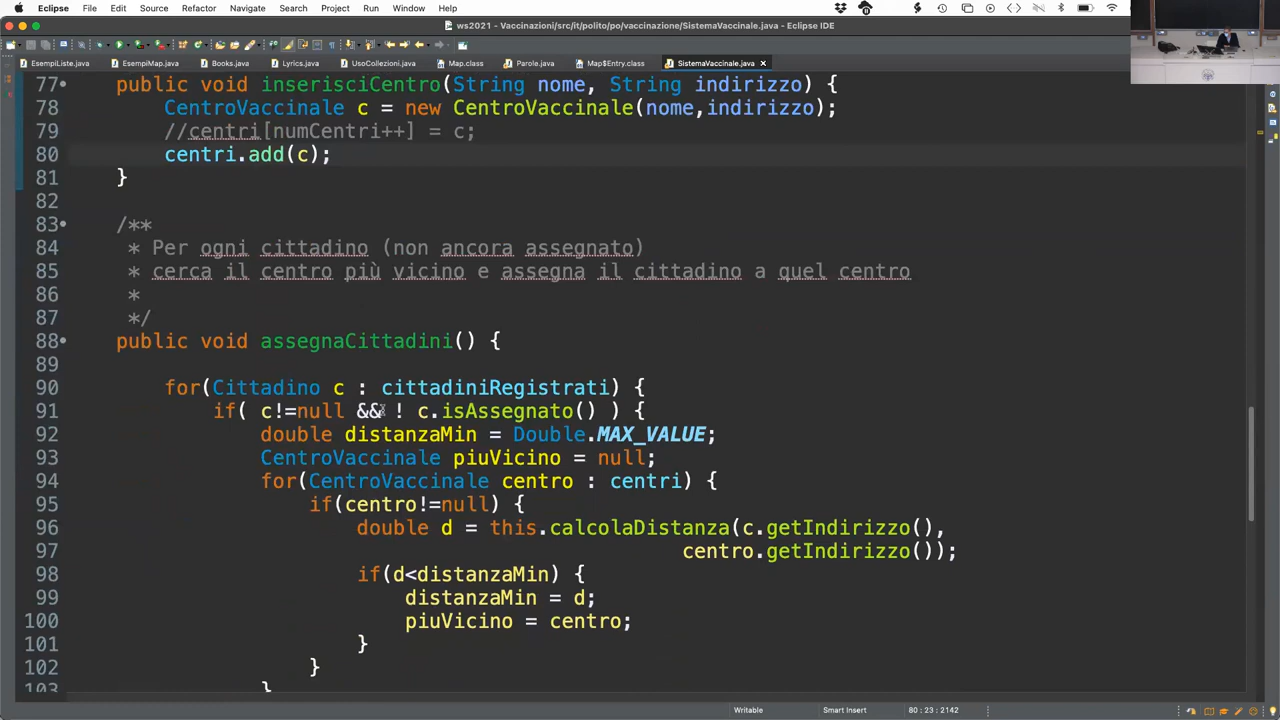 Eclipse File Edit Source Refactor Navigate Search Project Run Window Help
ws2021 - Vaccinazioni/src/it/polito/po/vaccinazione/SistemaVaccinale.java - Eclipse IDE
EsempiListe.java EsempiMap.java Books.java Lyrics.java UsoCollezioni.java Map.class Parole.java Map$Entry.class SistemaVaccinale.java
77 public void inserisciCentro(String nome, String indirizzo) {
78 CentroVaccinale c = new CentroVaccinale(nome,indirizzo);
79 //centri[numCentri++] = c;
80 centri.add(c);
81 }
82
83 /**
84 * Per ogni cittadino (non ancora assegnato)
85 * cerca il centro più vicino e assegna il cittadino a quel centro
86 *
87 */
88 public void assegnaCittadini() {
89
90 for(Cittadino c : cittadiniRegistrati) {
91 if( c!=null && ! c.isAssegnato() ) {
92 double distanzaMin = Double.MAX_VALUE;
93 CentroVaccinale piuVicino = null;
94 for(CentroVaccinale centro : centri) {
95 if(centro!=null) {
96 double d = this.calcolaDistanza(c.getIndirizzo(),
97 centro.getIndirizzo());
98 if(d<distanzaMin) {
99 distanzaMin = d;
100 piuVicino = centro;
101 }
102 }
103 }
Writable Smart Insert 80 : 23 : 2142